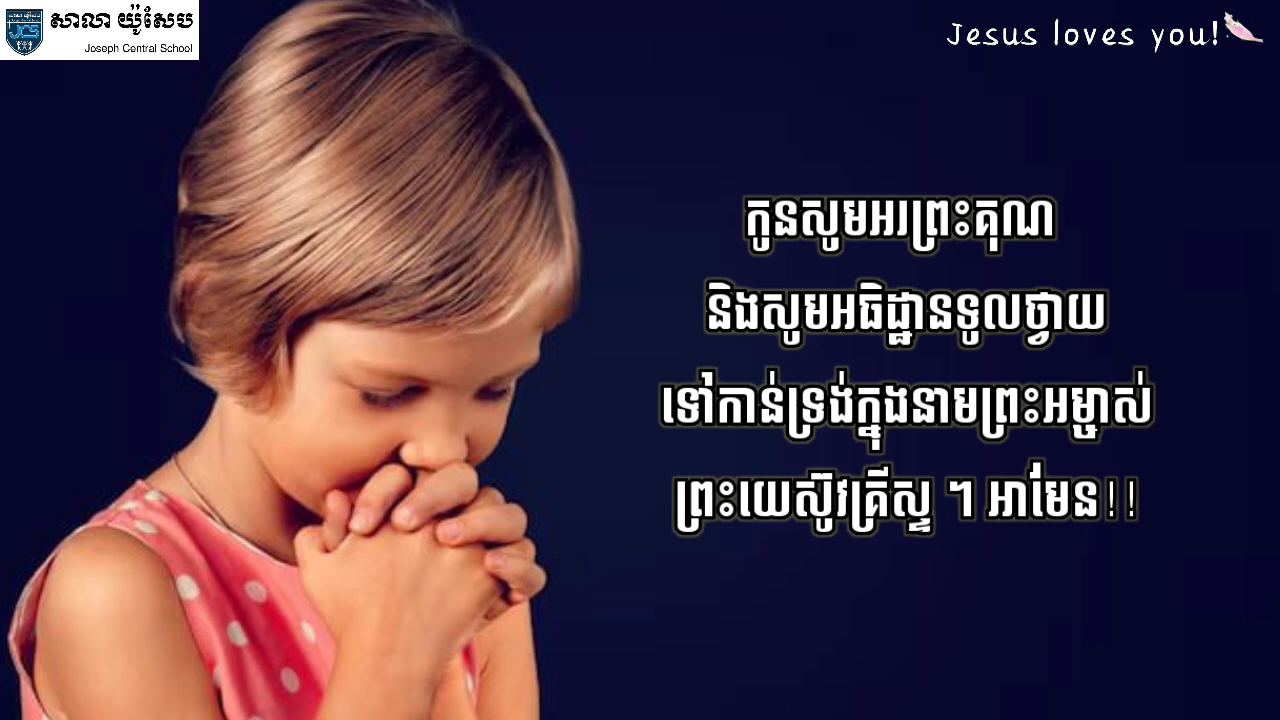 សាលា យ៉ូសែប
Joseph Central School
JCS
Jesus loves you!
កូនសូមអរព្រះគុណ
និងសូមអធិដ្ឋានទូលថ្វាយ
ទៅកាន់ទ្រង់ក្នុងនាមព្រះអម្ចាស់
ព្រះយេស៊ូវគ្រីស្ទ ។ អាមែន!!